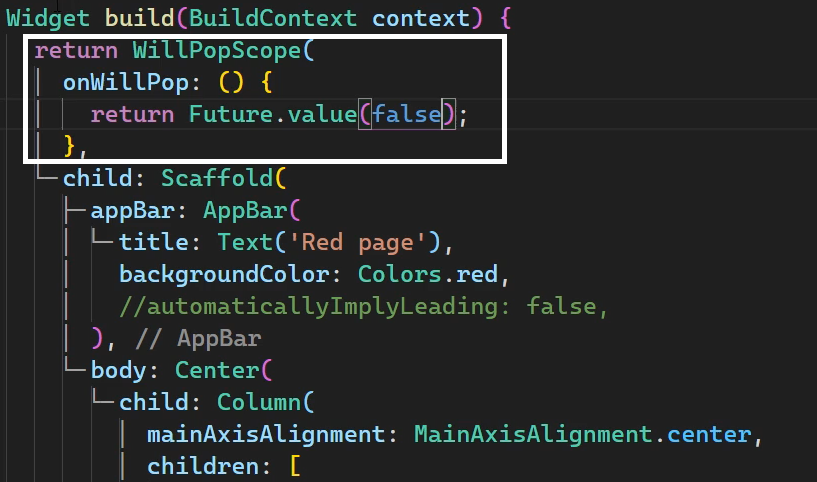 Widget build(BuildContext context) {
return WillPopScope(
onWillPop: () {
return Future.value(false);
},
child: Scaffold(
appBar: AppBar(
title: Text('Red page'),
backgroundColor: Colors.red,
//automaticallyImplyLeading: false,
), // AppBar
body: Center(
child: Column(
mainAxisAlignment: MainAxisAlignment.center,
children: [